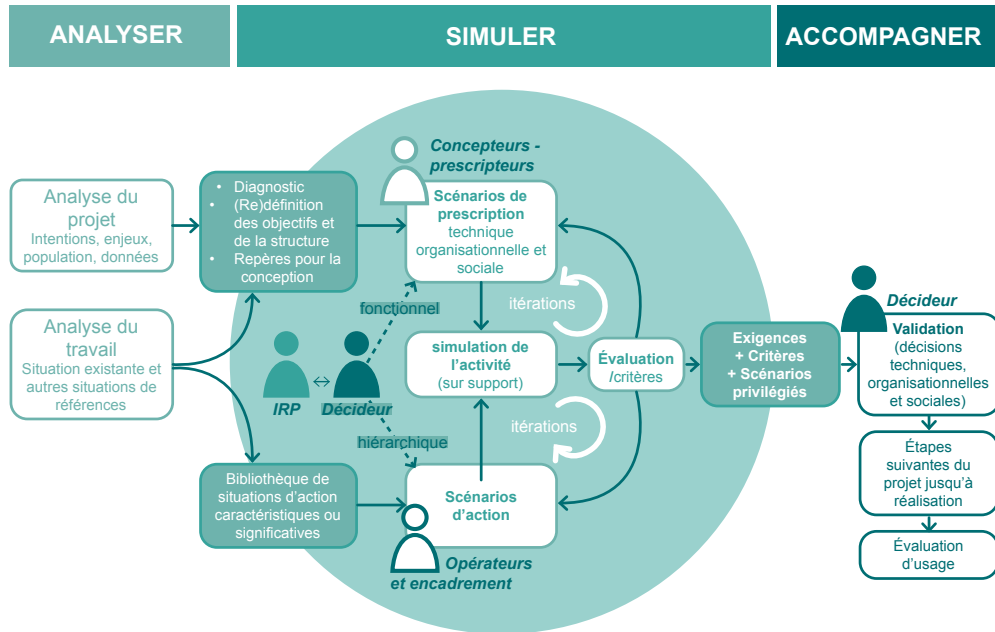 ANALYSER
SIMULER
ACCOMPAGNER
Analyse du
projet
Intentions, enjeux,
population, données
Analyse du
travail
Situation existante et
autres situations de
références
• Diagnostic
• (Re)définition
des objectifs et
de la structure
• Repères pour la
conception
Bibliothèque de
situations d’action
caractéristiques ou
significatives
IRP
Décideur
fonctionnel
hiérarchique
Concepteurs -
prescripteurs
Scénarios de
prescription
technique
organisationnelle et
sociale
itérations
simulation de
l’activité
(sur support)
itérations
Scénarios
d’action
Opérateurs
et encadrement
Évaluation
/critères
Exigences
+ Critères
+ Scénarios
privilégiés
Décideur
Validation
(décisions
techniques,
organisationnelles
et sociales)
Étapes
suivantes du
projet jusqu’à
réalisation
Évaluation
d’usage